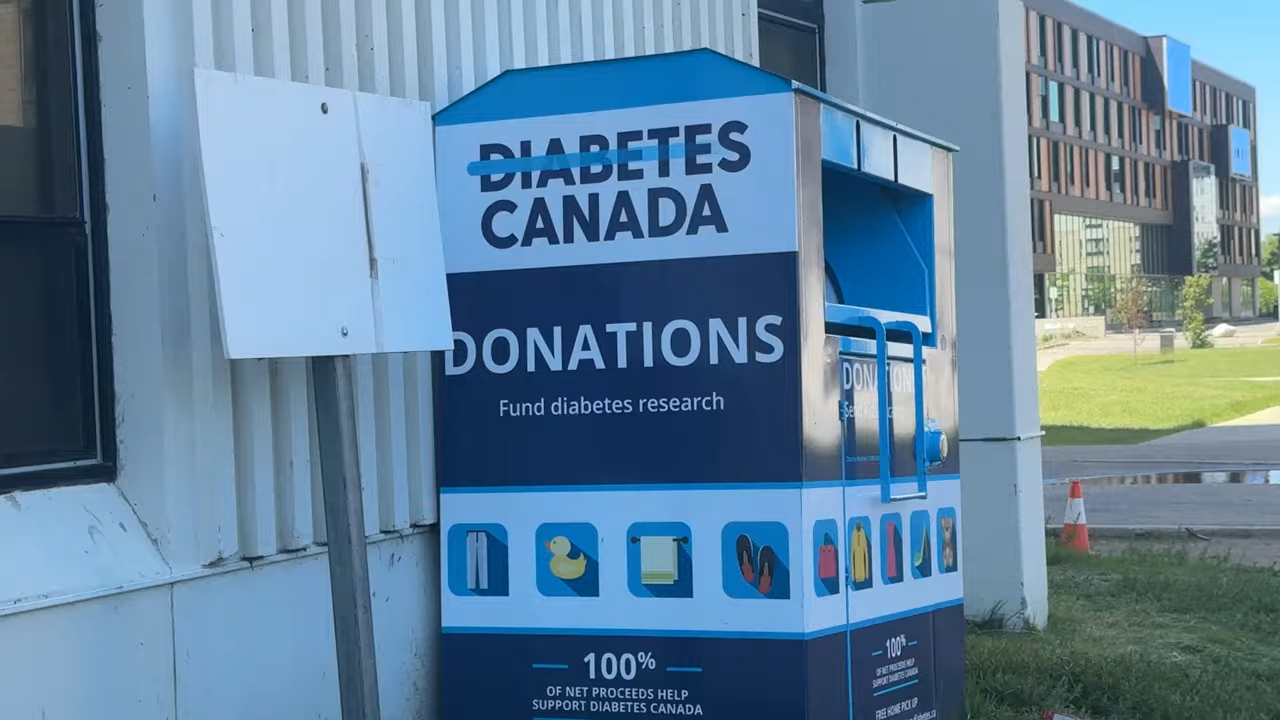 DIABETES
CANADA
DONATIONS
Fund diabetes research
100%
OF NET PROCEEDS HELP
SUPPORT DIABETES CANADA
DONATIONS
100%
OF NET PROCEEDS HELP
SUPPORT DIABETES CANADA
FREE HOME PICK UP